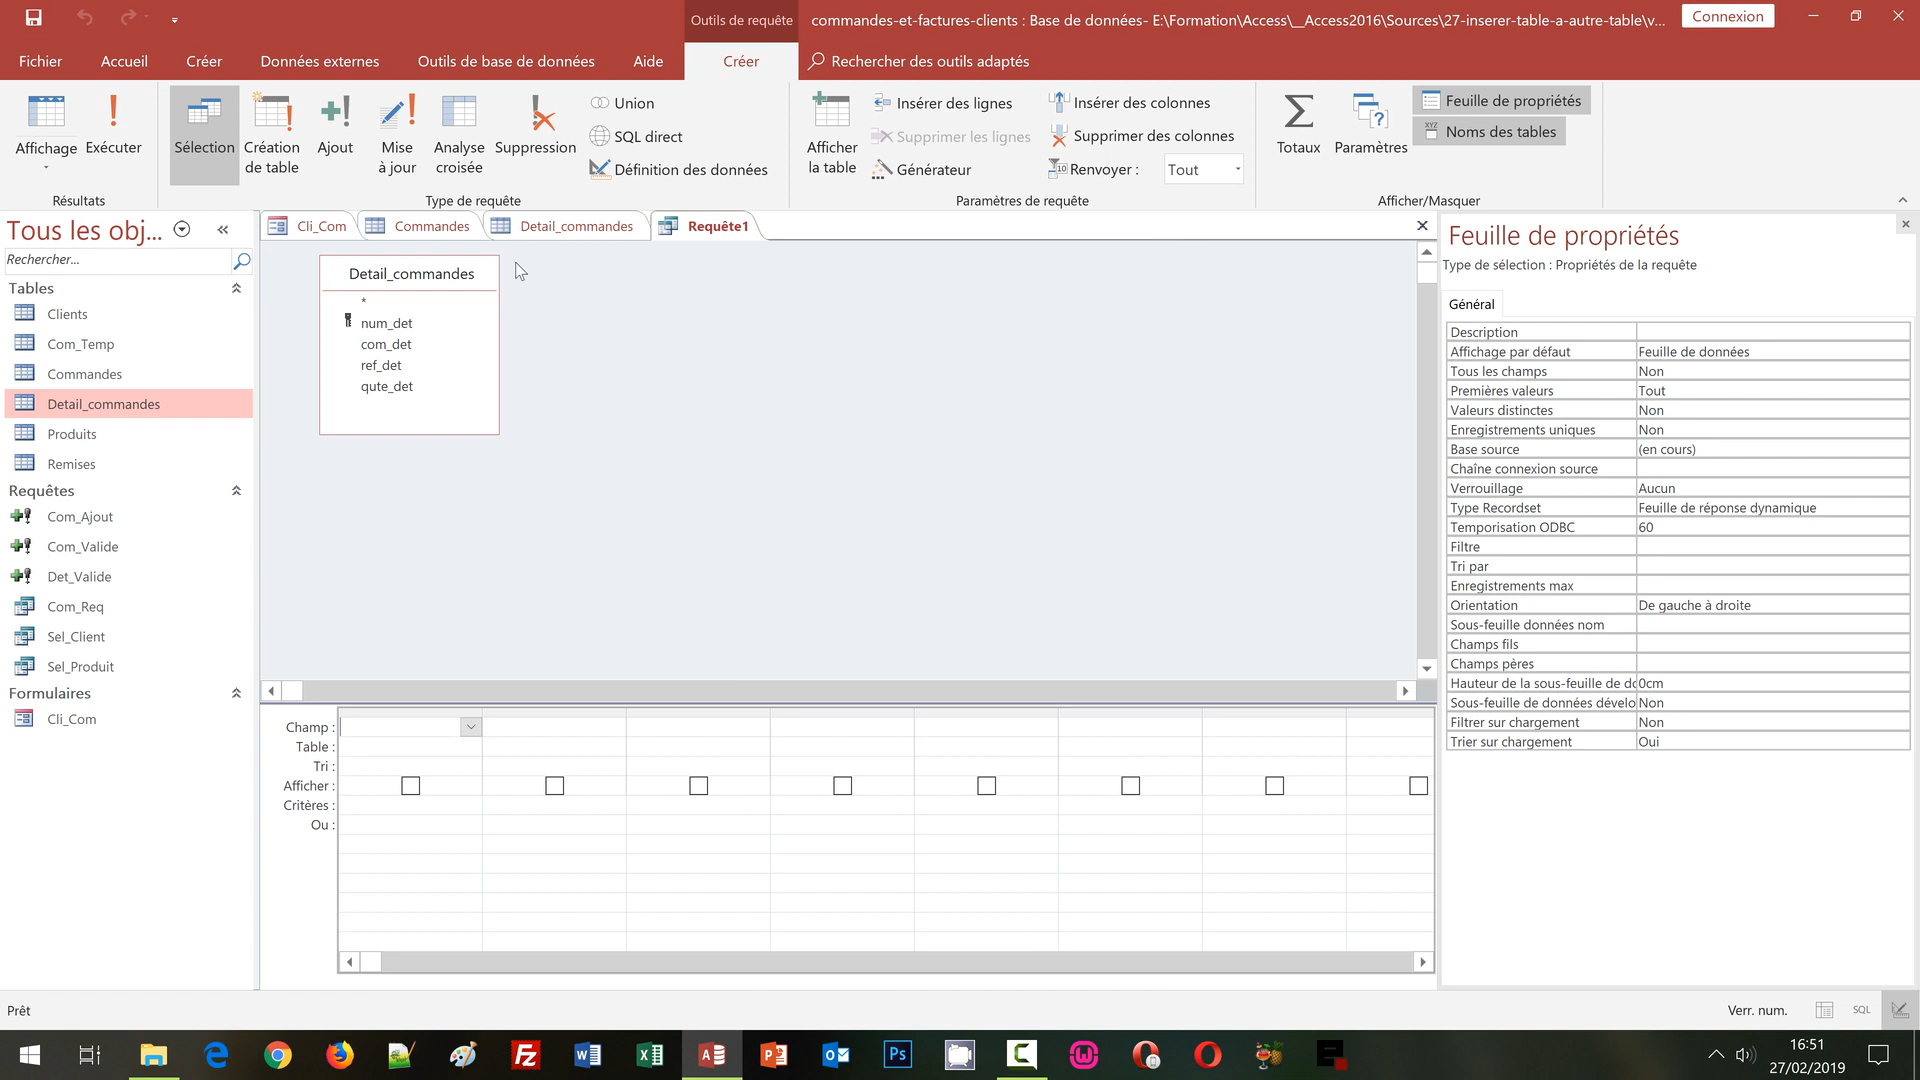 Outils de requête
commandes-et-factures-clients : Base de données- E:\Formation\Access\__Access2016\Sources\27-inserer-table-a-autre-table\v...
Connexion
Fichier
Accueil
Créer
Données externes
Outils de base de données
Aide
Créer
Rechercher des outils adaptés
Affichage
Exécuter
Résultats
Sélection
Création
de table
Ajout
Mise
à jour
Analyse
croisée
Suppression
Union
SQL direct
Définition des données
Type de requête
Afficher
la table
Insérer des lignes
Supprimer les lignes
Générateur
Insérer des colonnes
Supprimer des colonnes
Renvoyer :
Tout
Paramètres de requête
Totaux
Paramètres
Feuille de propriétés
XYZ Noms des tables
Afficher/Masquer
Tous les obj...
Rechercher...
Tables
Clients
Com_Temp
Commandes
Detail_commandes
Produits
Remises
Requêtes
Com_Ajout
Com_Valide
Det_Valide
Com_Req
Sel_Client
Sel_Produit
Formulaires
Cli_Com
Cli_Com
Commandes
Detail_commandes
Requête1
Detail_commandes
*
num_det
com_det
ref_det
qute_det
Champ :
Table :
Tri :
Afficher :
Critères :
Ou :
Feuille de propriétés
Type de sélection : Propriétés de la requête
Général
Description
Affichage par défaut Feuille de données
Tous les champs Non
Premières valeurs Tout
Valeurs distinctes Non
Enregistrements uniques Non
Base source (en cours)
Chaîne connexion source
Verrouillage Aucun
Type Recordset Feuille de réponse dynamique
Temporisation ODBC 60
Filtre
Tri par
Enregistrements max
Orientation De gauche à droite
Sous-feuille données nom
Champs fils
Champs pères
Hauteur de la sous-feuille de do 0cm
Sous-feuille de données dévelo Non
Filtrer sur chargement Non
Trier sur chargement Oui
Prêt
Verr. num.
SQL
16:51
27/02/2019